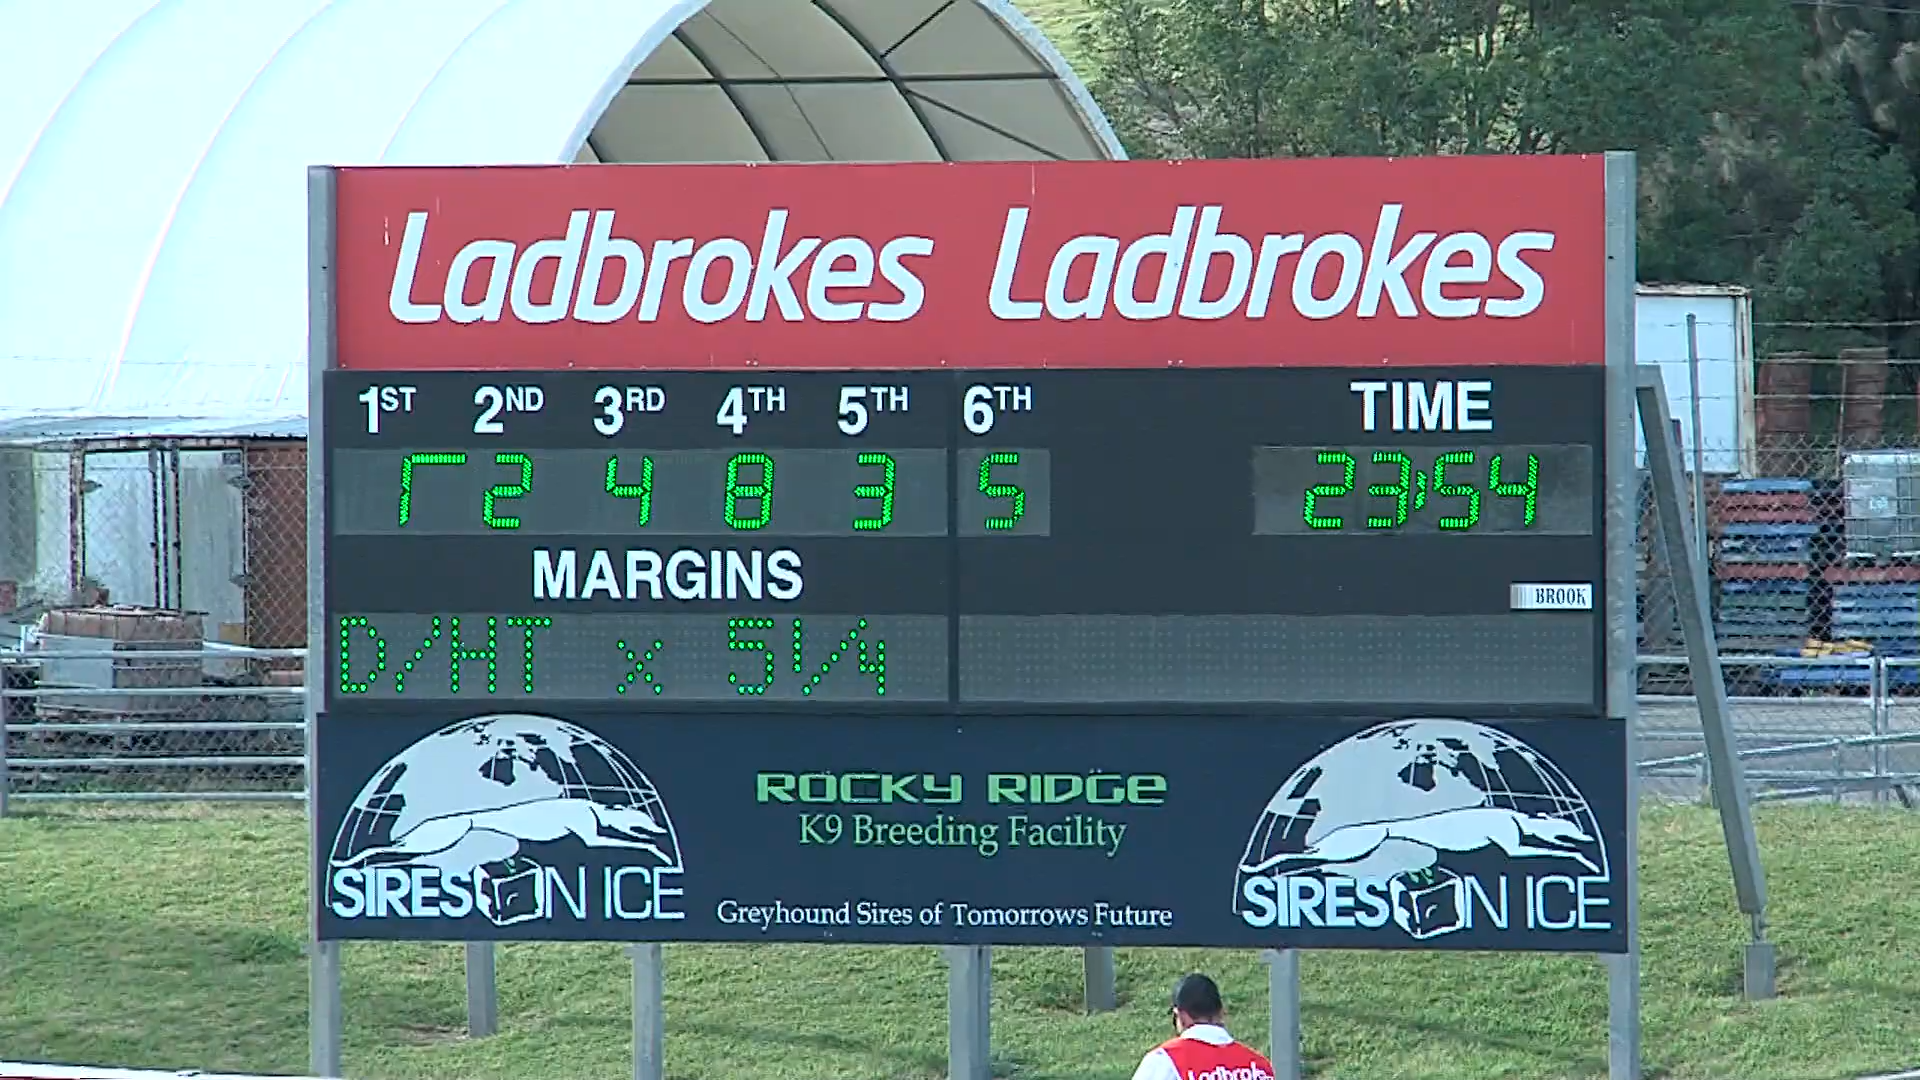 Ladbrokes Ladbrokes
1ST 2ND 3RD 4TH 5TH 6TH TIME
2 4 8 3 5 23:54
MARGINS
BROOK
D/HT x 5 1/4
ROCKY RIDGE
K9 Breeding Facility
SIRES ON ICE
Greyhound Sires of Tomorrows Future
SIRES ON ICE
Ladbrokes